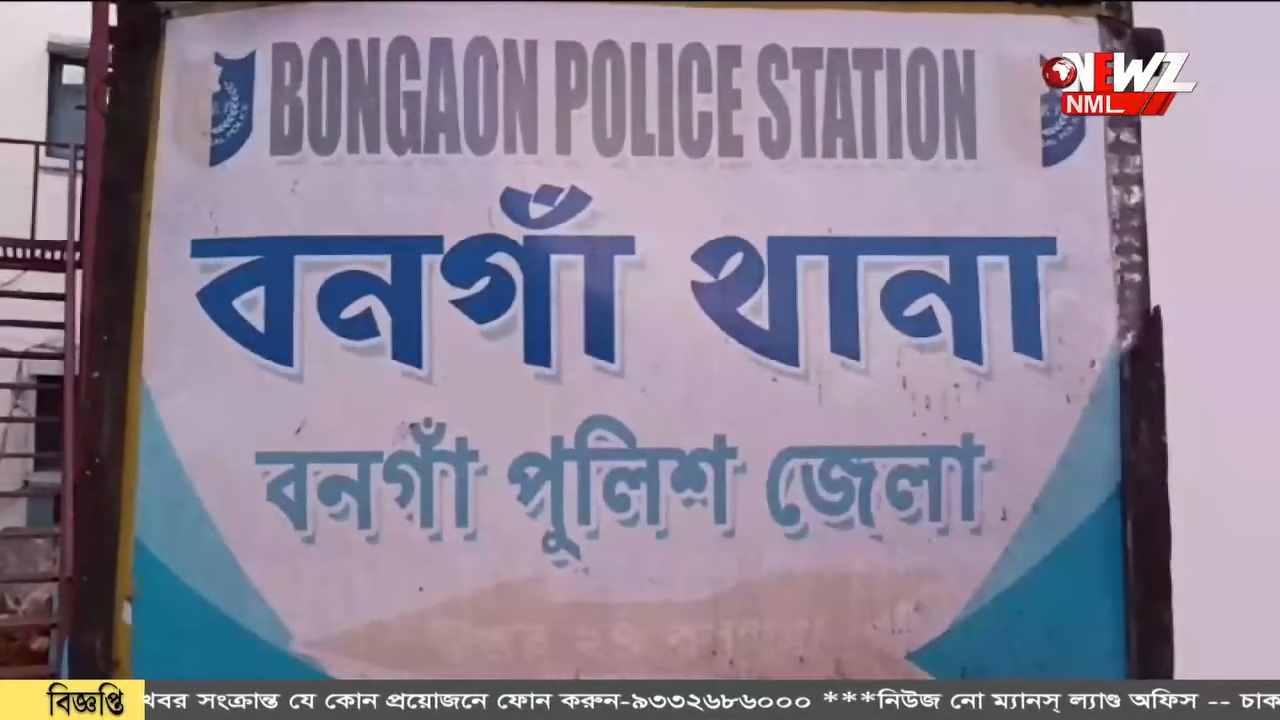 BONGAON POLICE STATION
NEWZ
NML
বনগাঁ থানা
বনগাঁ পুলিশ জেলা
বিজ্ঞপ্তি
খবর সংক্রান্ত যে কোন প্রয়োজনে ফোন করুন-৯৩৩২৬৮৬০০০ ***নিউজ নো ম্যানস্ ল্যাণ্ড অফিস -- চাক